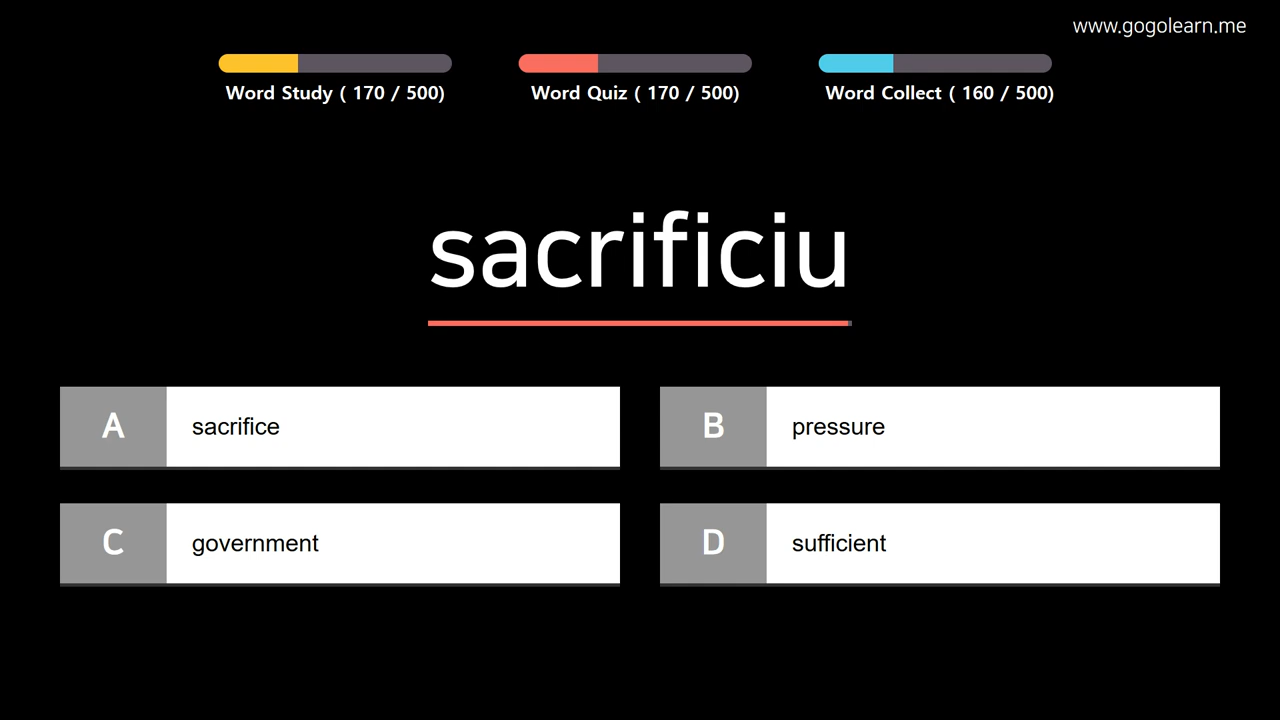 www.gogolearn.me
Word Study ( 170 / 500)
Word Quiz ( 170 / 500)
Word Collect ( 160 / 500)
sacrificiu
A
sacrifice
B
pressure
C
government
D
sufficient